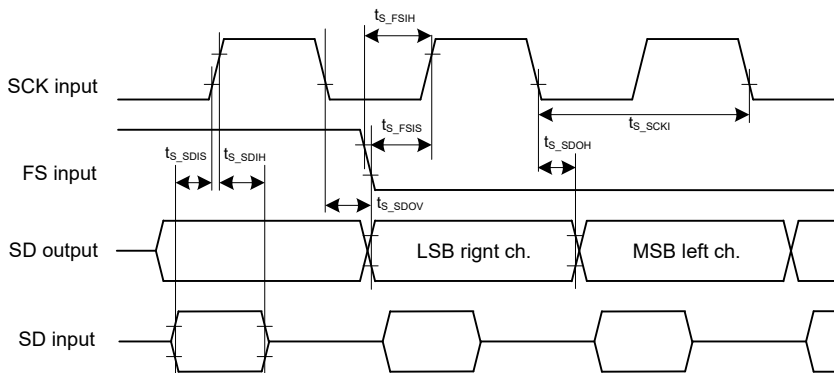 t_S_FSIH
SCK input
t_S_FSIS
t_S_SCKI
t_S_SDIS
t_S_SDIH
t_S_SDOH
FS input
t_S_SDOV
SD output
LSB rignt ch.
MSB left ch.
SD input